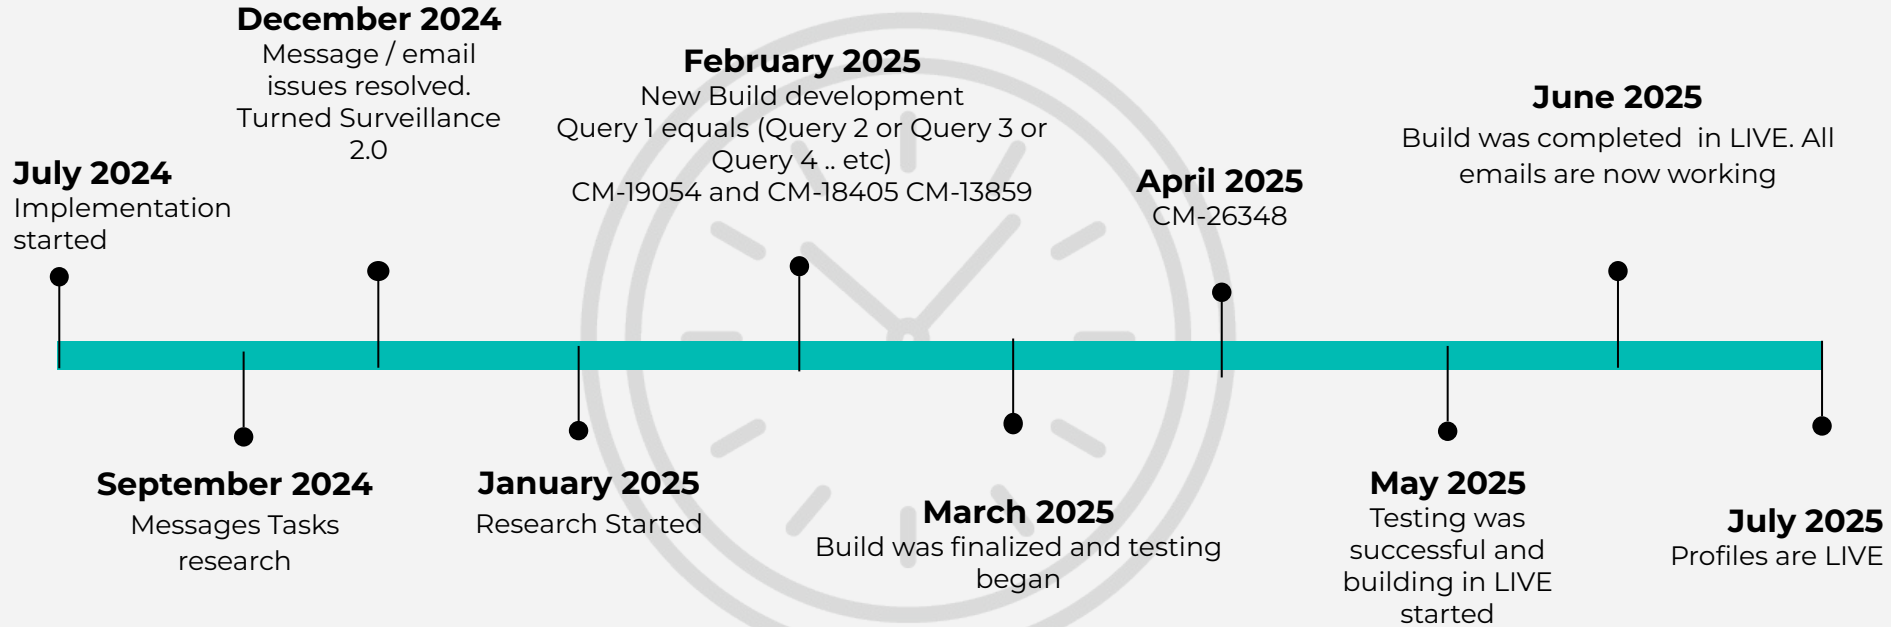 July 2024
Implementation
started
September 2024
Messages Tasks
research
December 2024
Message / email
issues resolved.
Turned Surveillance
2.0
January 2025
Research Started
February 2025
New Build development
Query 1 equals (Query 2 or Query 3 or
Query 4 .. etc)
CM-19054 and CM-18405 CM-13859
March 2025
Build was finalized and testing
began
April 2025
CM-26348
May 2025
Testing was
successful and
building in LIVE
started
June 2025
Build was completed  in LIVE. All
emails are now working
July 2025
Profiles are LIVE